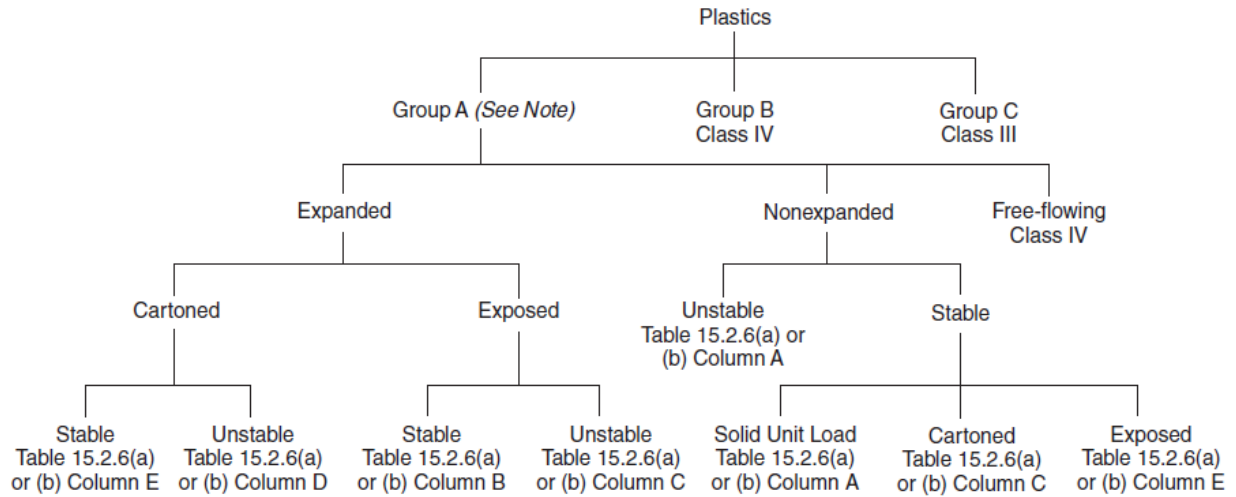 Plastics
Group A (See Note)
Group B
Class IV
Group C
Class III
Expanded
Nonexpanded
Free-flowing
Class IV
Cartoned
Exposed
Unstable
Table 15.2.6(a) or
(b) Column A
Stable
Stable
Table 15.2.6(a)
or (b) Column E
Unstable
Table 15.2.6(a)
or (b) Column D
Stable
Table 15.2.6(a)
or (b) Column B
Unstable
Table 15.2.6(a)
or (b) Column C
Solid Unit Load
Table 15.2.6(a)
or (b) Column A
Cartoned
Table 15.2.6(a)
or (b) Column C
Exposed
Table 15.2.6(a)
or (b) Column E